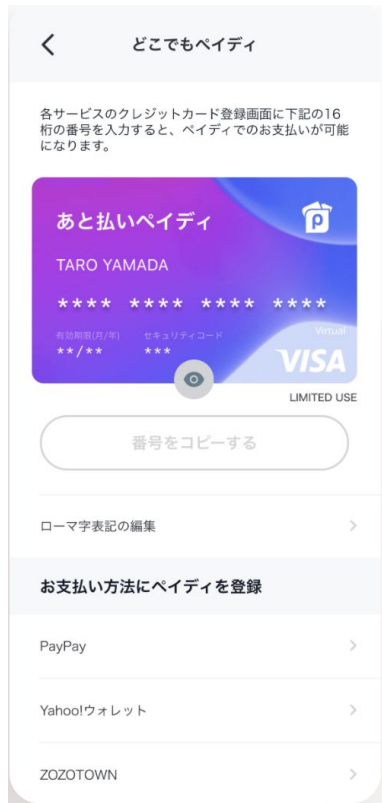 どこでもペイディ
各サービスのクレジットカード登録画面に下記の16
桁の番号を入力すると、ペイディでのお支払いが可能
になります。
あと払いペイディ
TARO YAMADA
**** **** **** ****
有効期限(月/年) セキュリティコード
**/** ***
Virtual
VISA
LIMITED USE
番号をコピーする
ローマ字表記の編集
お支払い方法にペイディを登録
PayPay
Yahoo!ウォレット
ZOZOTOWN